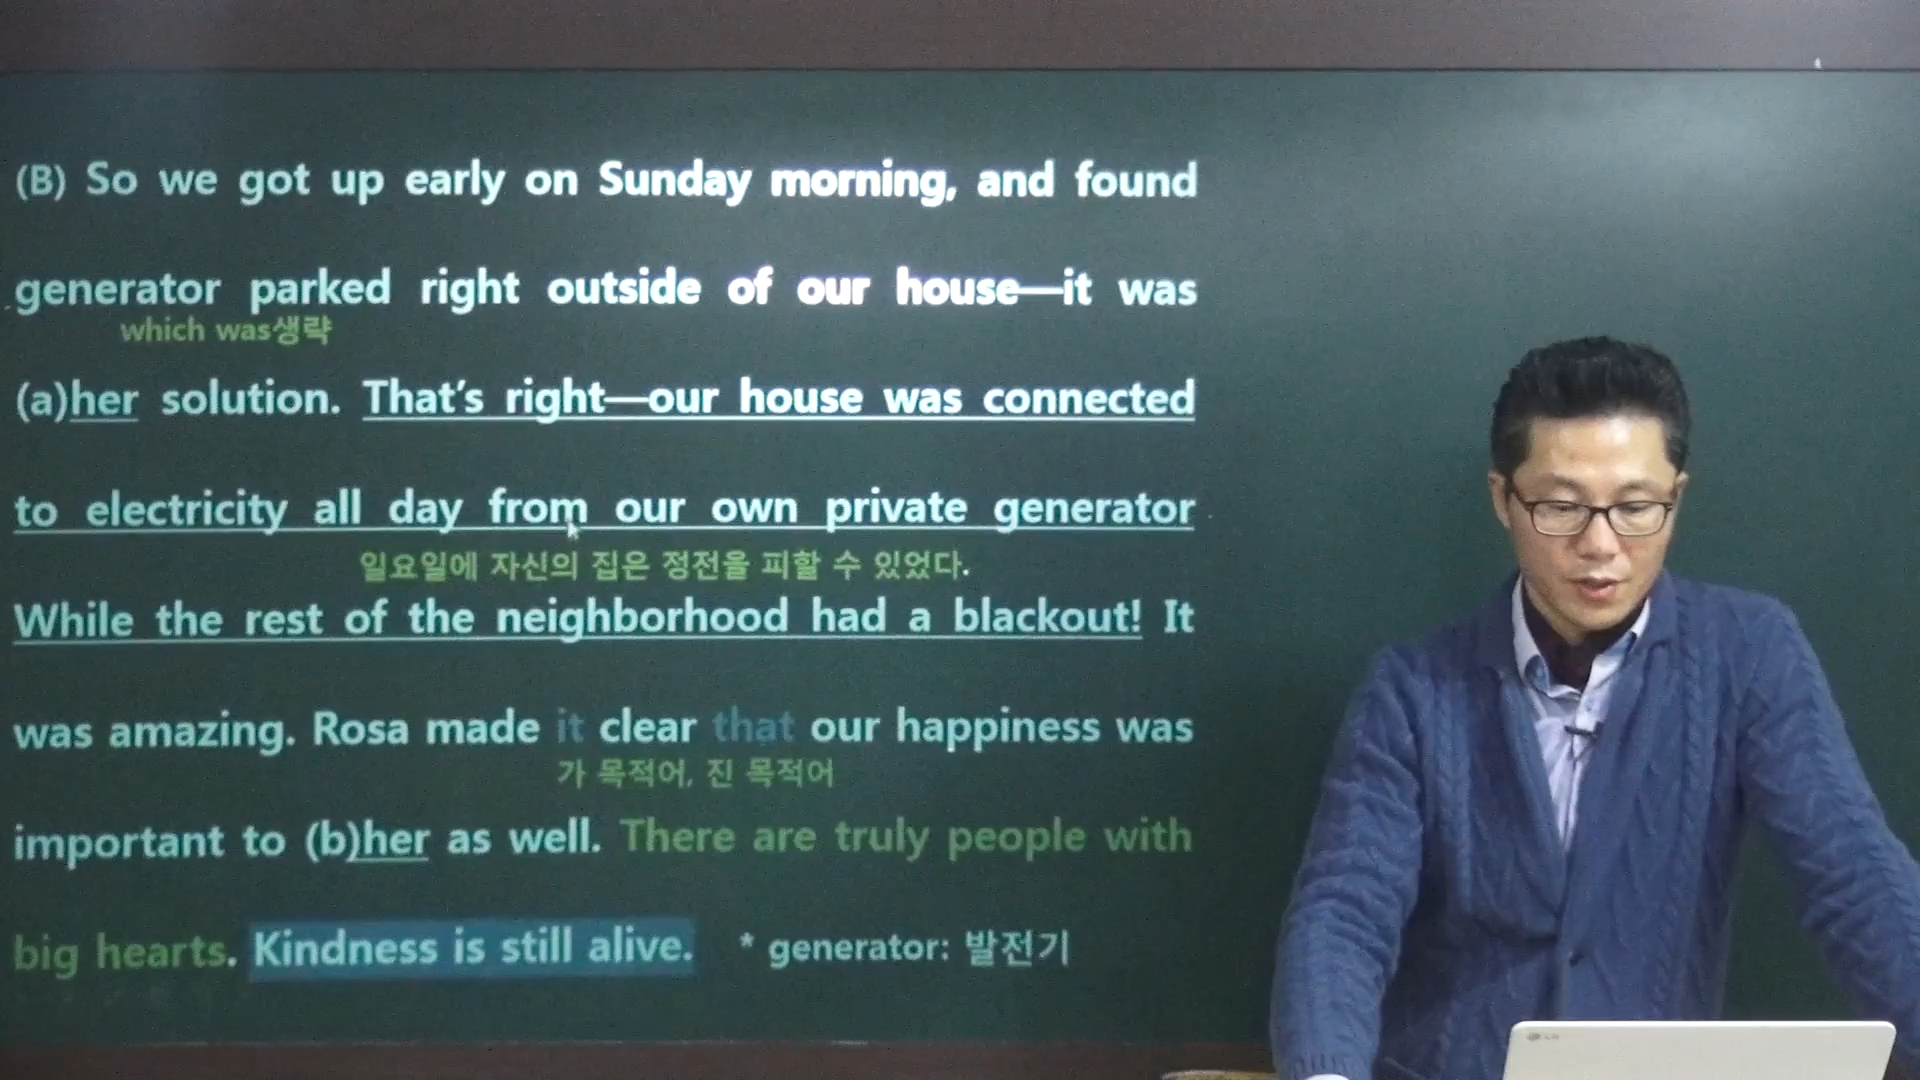 (B) So we got up early on Sunday morning, and found
generator parked right outside of our house—it was
which was생략
(a)her solution. That's right—our house was connected
to electricity all day from our own private generator
일요일에 자신의 집은 정전을 피할 수 있었다.
While the rest of the neighborhood had a blackout! It
was amazing. Rosa made it clear that our happiness was
가 목적어, 진 목적어
important to (b)her as well. There are truly people with
big hearts. Kindness is still alive. * generator: 발전기